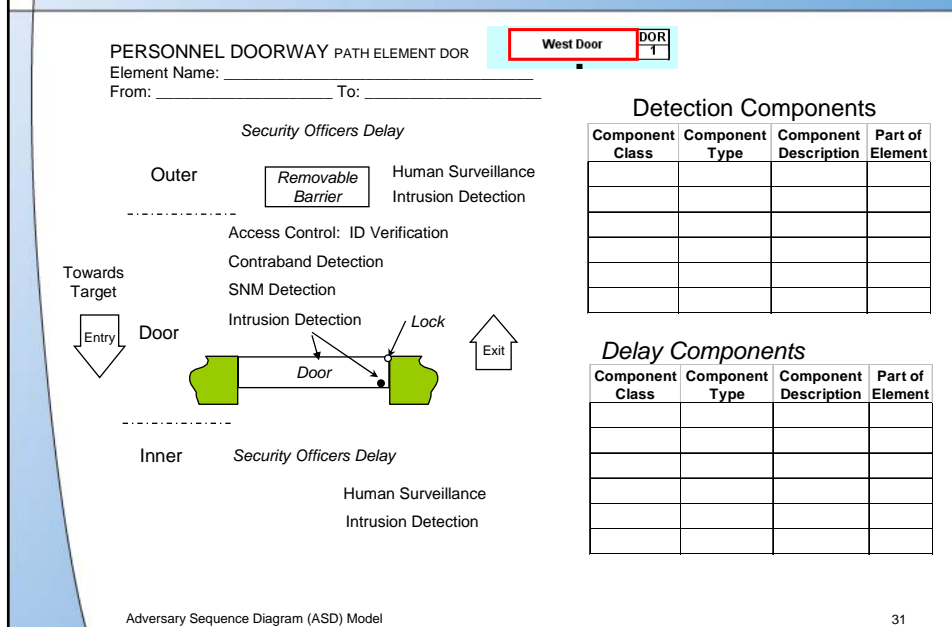 PERSONNEL DOORWAY PATH ELEMENT DOR
West Door
DOR
1
Element Name: ________________________________
From: ___________________ To: ___________________
Security Officers Delay
Outer
Removable
Barrier
Human Surveillance
Intrusion Detection
Access Control: ID Verification
Contraband Detection
SNM Detection
Intrusion Detection
Towards
Target
Entry
Door
Lock
Exit
Door
Inner
Security Officers Delay
Human Surveillance
Intrusion Detection
Detection Components
Component Class Component Type Component Description Part of Element
Delay Components
Component Class Component Type Component Description Part of Element
Adversary Sequence Diagram (ASD) Model
31